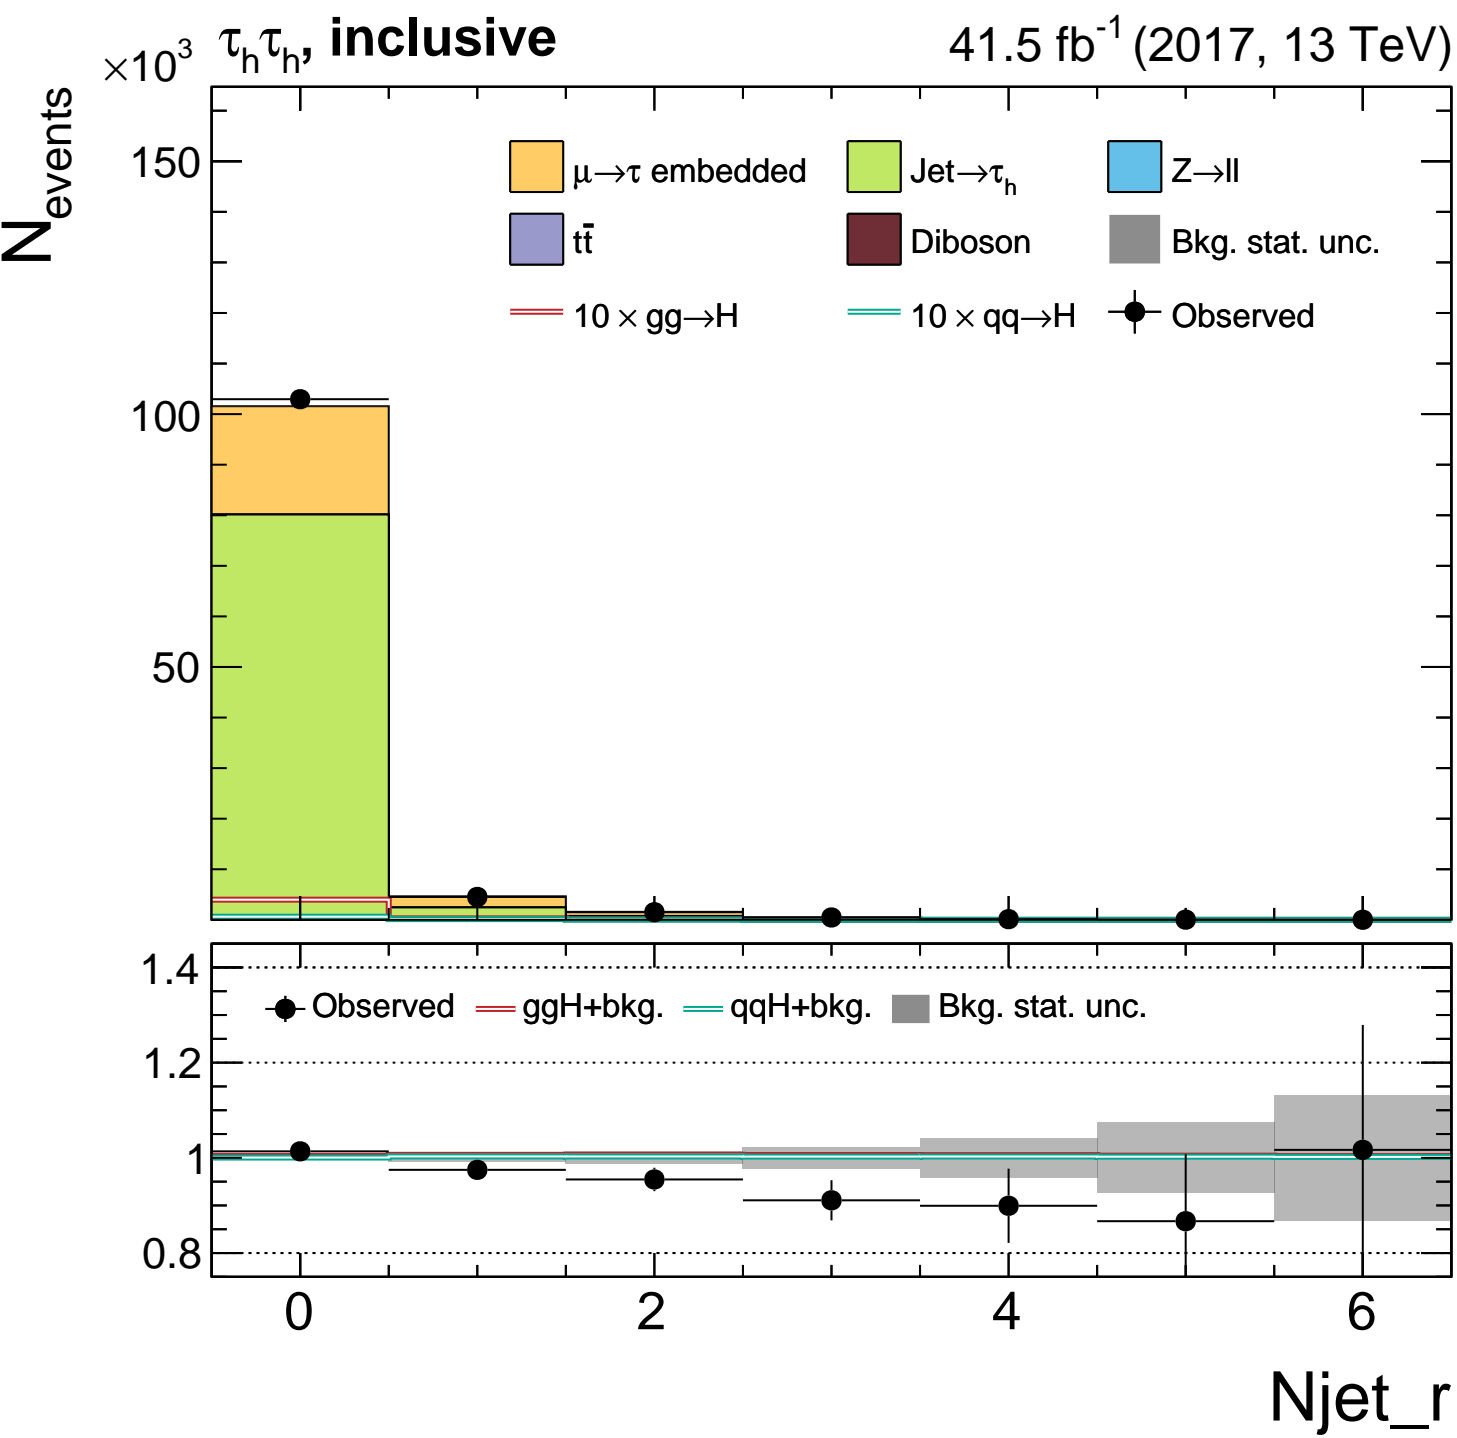 ×10³ τhτh, inclusive 41.5 fb⁻¹ (2017, 13 TeV)
Nevents
150
100
50
μ→τ embedded Jet→τh Z→ll
tt̄ Diboson Bkg. stat. unc.
10 × gg→H 10 × qq→H Observed
1.4
1.2
1
0.8
Observed ggH+bkg. qqH+bkg. Bkg. stat. unc.
0 2 4 6
Njet_r